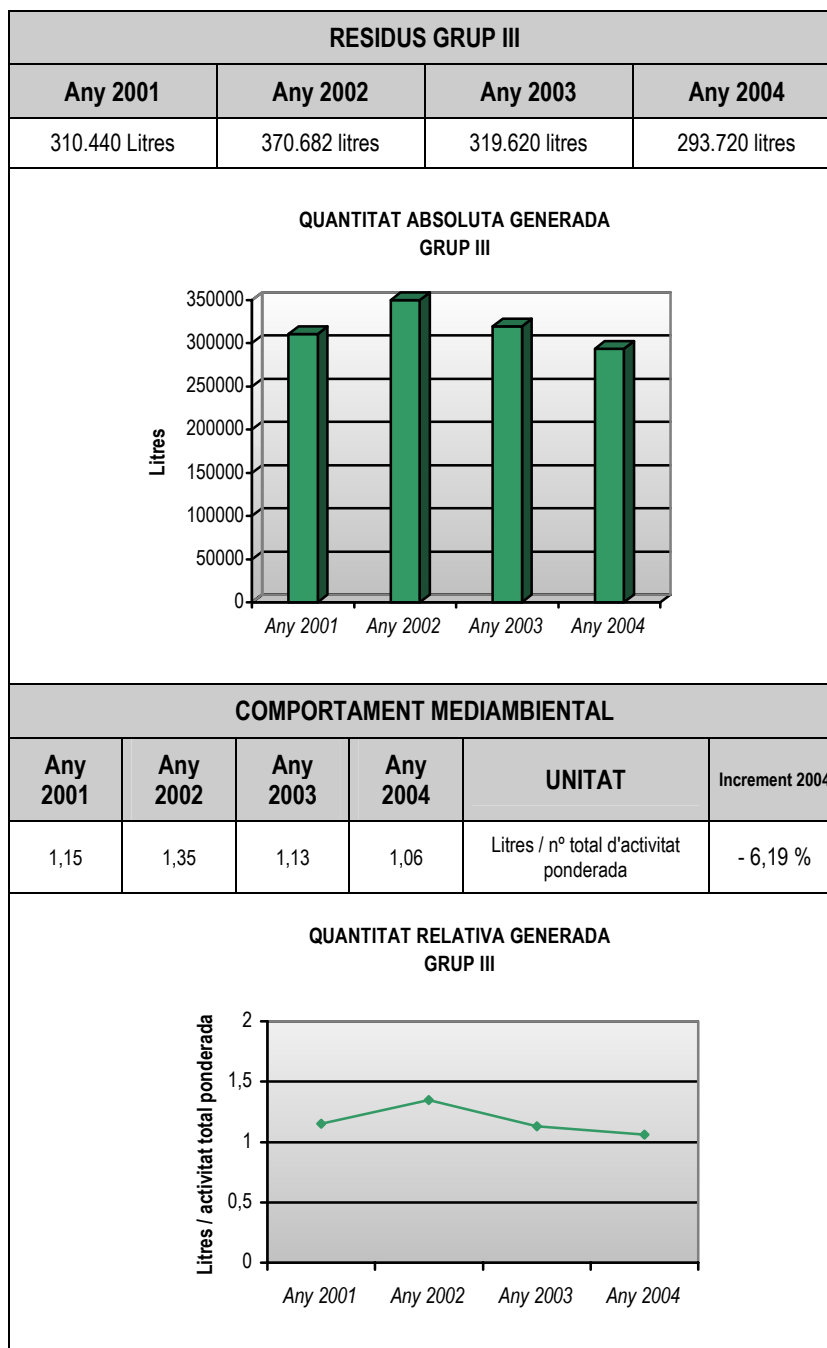 RESIDUS GRUP III
Any 2001 Any 2002 Any 2003 Any 2004
310.440 Litres 370.682 litres 319.620 litres 293.720 litres
QUANTITAT ABSOLUTA GENERADA
GRUP III
350000
300000
250000
200000
150000
100000
50000
0
Litres
Any 2001 Any 2002 Any 2003 Any 2004
COMPORTAMENT MEDIAMBIENTAL
Any 2001 Any 2002 Any 2003 Any 2004 UNITAT Increment 2004
1,15 1,35 1,13 1,06 Litres / nº total d'activitat ponderada - 6,19 %
QUANTITAT RELATIVA GENERADA
GRUP III
2
1,5
1
0,5
0
Litres / activitat total ponderada
Any 2001 Any 2002 Any 2003 Any 2004